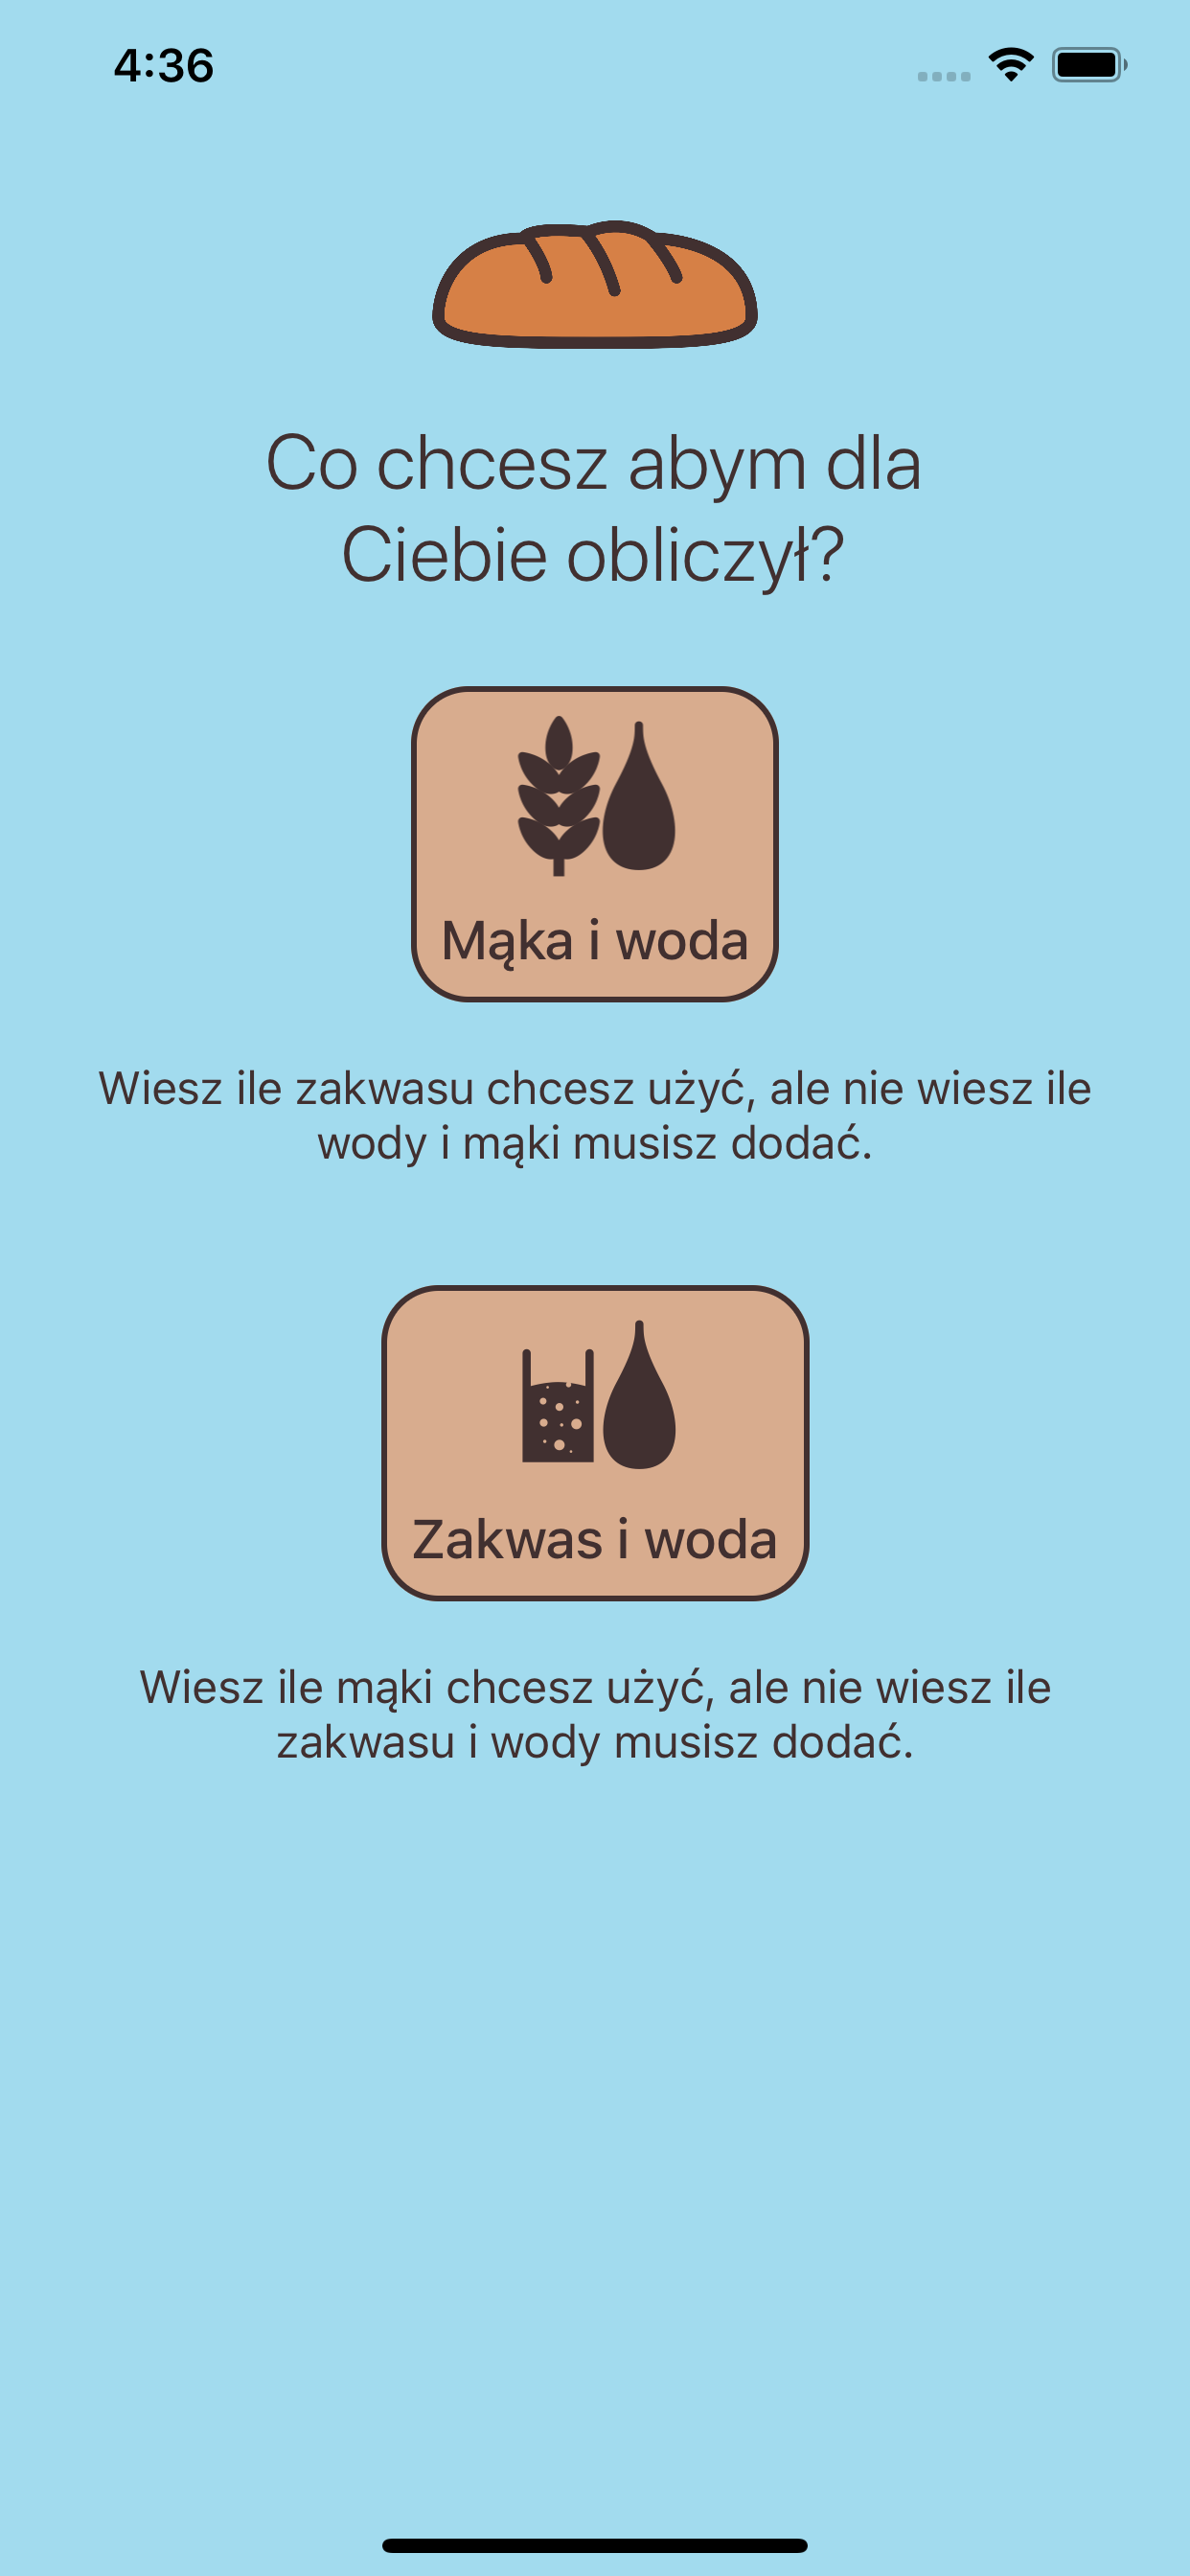 4:36
Co chcesz abym dla
Ciebie obliczył?
Mąka i woda
Wiesz ile zakwasu chcesz użyć, ale nie wiesz ile
wody i mąki musisz dodać.
Zakwas i woda
Wiesz ile mąki chcesz użyć, ale nie wiesz ile
zakwasu i wody musisz dodać.